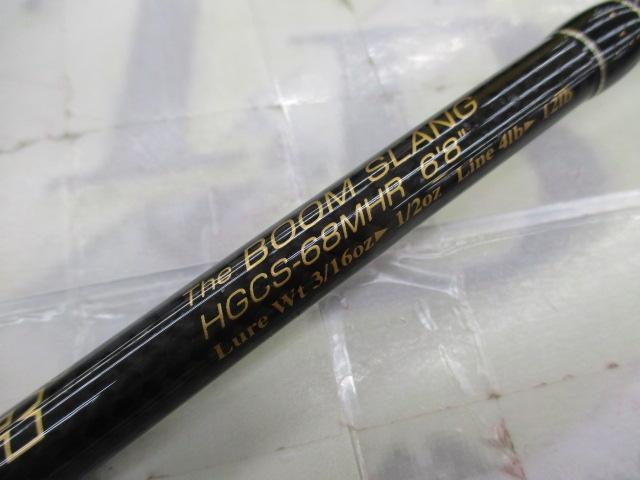 The BOOM SLANG
HGCS-68MHR 6'8"
Lure Wt 3/16oz▶ 1/2oz Line 4lb▶ 12lb